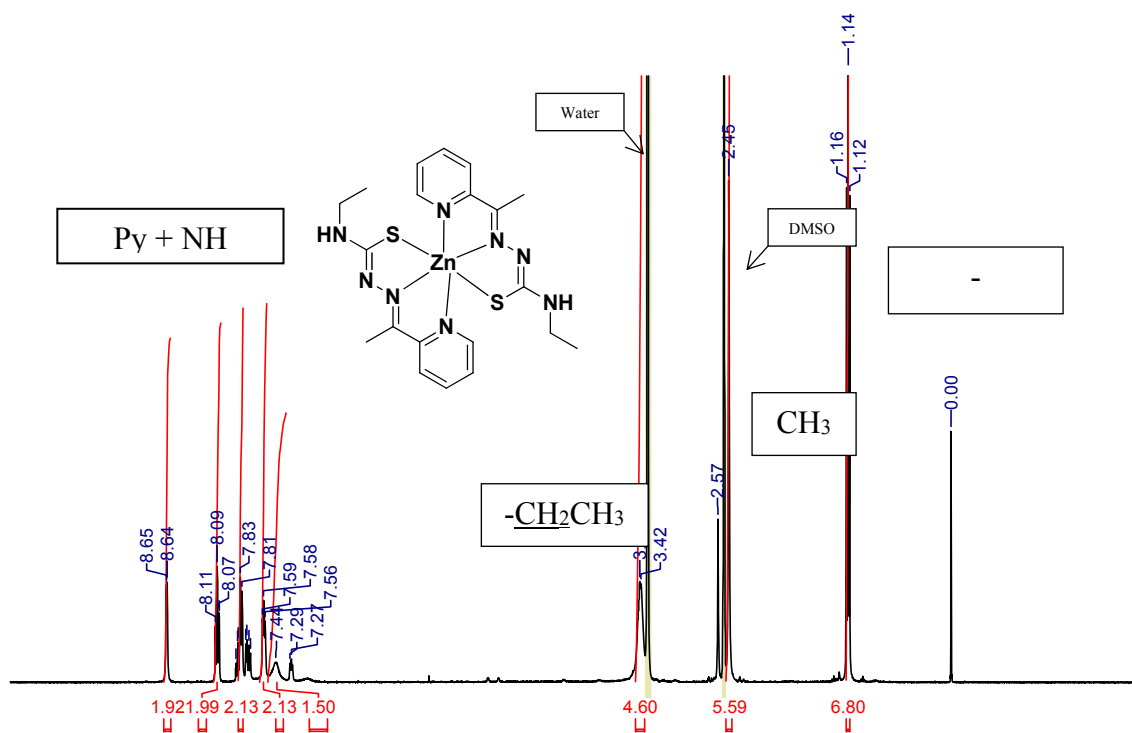 1.14
Water
2.45
1.16
1.12
Py + NH
HN
S
N
N
N
N
Zn
N
N
S
NH
N
DMSO
-
0.00
CH3
2.57
-CH2CH3
3.42
8.65
8.64
8.11
8.09
8.07
7.83
7.81
7.59
7.58
7.56
7.44
7.29
7.27
1.92
1.99
2.13
2.13
1.50
4.60
5.59
6.80